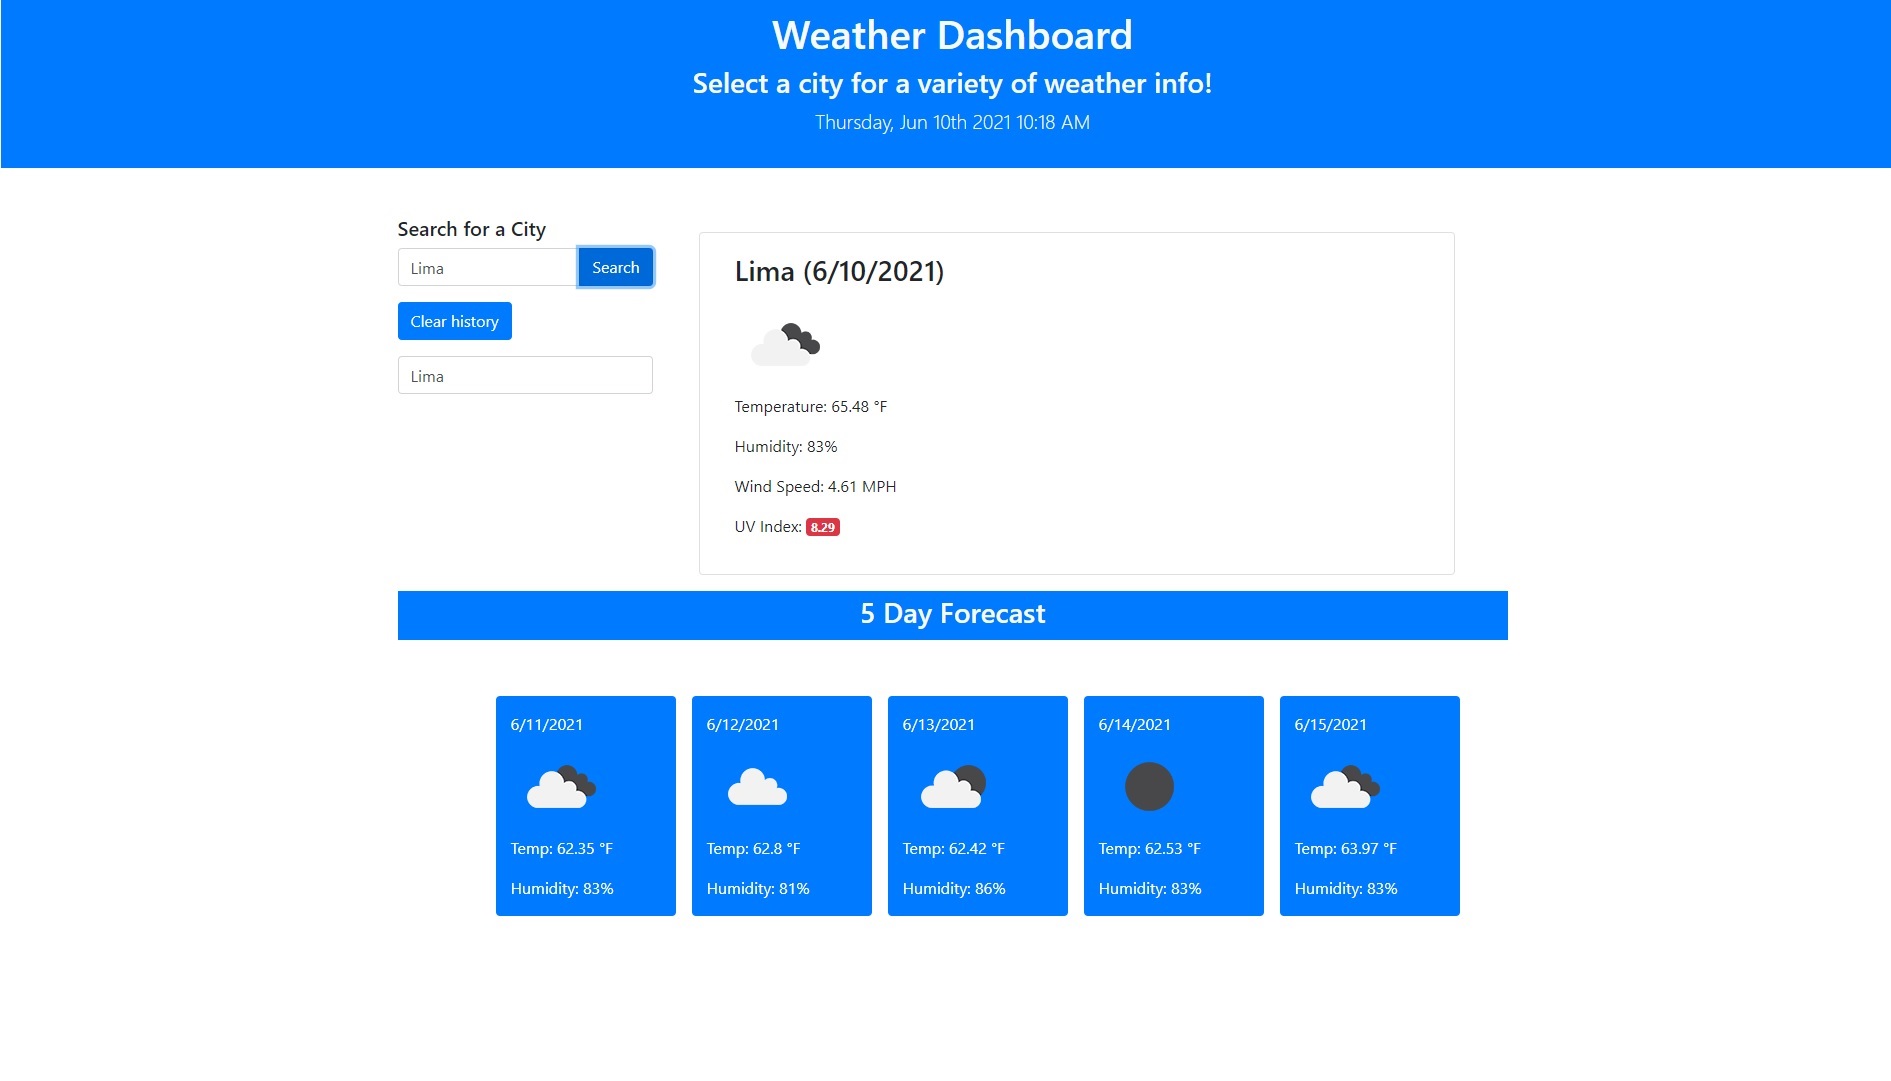 Weather Dashboard
Select a city for a variety of weather info!
Thursday, Jun 10th 2021 10:18 AM
Search for a City
Lima
Search
Clear history
Lima
Lima (6/10/2021)
Temperature: 65.48 °F
Humidity: 83%
Wind Speed: 4.61 MPH
UV Index: 8.29
5 Day Forecast
6/11/2021
Temp: 62.35 °F
Humidity: 83%
6/12/2021
Temp: 62.8 °F
Humidity: 81%
6/13/2021
Temp: 62.42 °F
Humidity: 86%
6/14/2021
Temp: 62.53 °F
Humidity: 83%
6/15/2021
Temp: 63.97 °F
Humidity: 83%